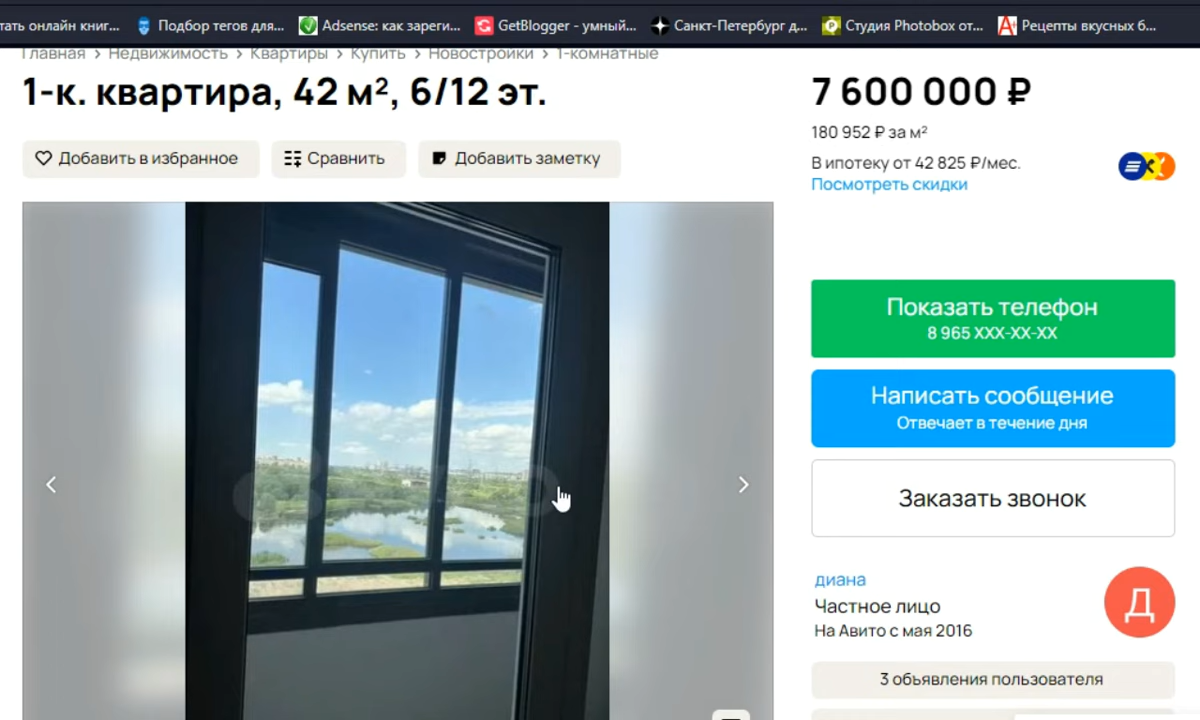 тать онлайн книг... Подбор тегов для... Adsense: как зареги... GetBlogger - умный... Санкт-Петербург д... Студия Photobox от... Рецепты вкусных б...
Главная > Недвижимость > Квартиры > Купить > Новостройки > 1-комнатные
1-к. квартира, 42 м², 6/12 эт.
Добавить в избранное
Сравнить
Добавить заметку
7 600 000 ₽
180 952 ₽ за м²
В ипотеку от 42 825 ₽/мес.
Посмотреть скидки
Показать телефон
8 965 XXX-XX-XX
Написать сообщение
Отвечает в течение дня
Заказать звонок
диана
Частное лицо
Д
На Авито с мая 2016
3 объявления пользователя